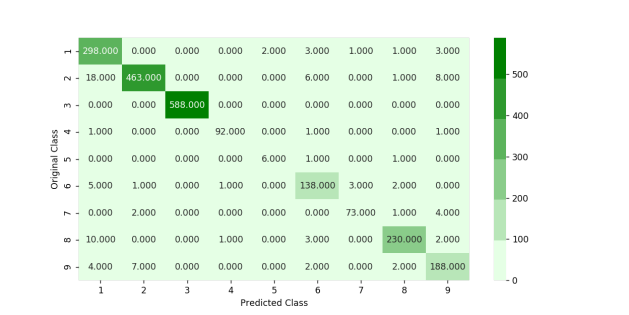 1 298.000 0.000 0.000 0.000 2.000 3.000 1.000 1.000 3.000
2 18.000 463.000 0.000 0.000 0.000 6.000 0.000 1.000 8.000
3 0.000 0.000 588.000 0.000 0.000 0.000 0.000 0.000 0.000
4 1.000 0.000 0.000 92.000 0.000 1.000 0.000 0.000 1.000
5 0.000 0.000 0.000 0.000 6.000 1.000 0.000 1.000 0.000
6 5.000 1.000 0.000 1.000 0.000 138.000 3.000 2.000 0.000
7 0.000 2.000 0.000 0.000 0.000 0.000 73.000 1.000 4.000
8 10.000 0.000 0.000 1.000 0.000 3.000 0.000 230.000 2.000
9 4.000 7.000 0.000 0.000 0.000 2.000 0.000 2.000 188.000
1 2 3 4 5 6 7 8 9
Predicted Class
Original Class
500
400
300
200
100
0